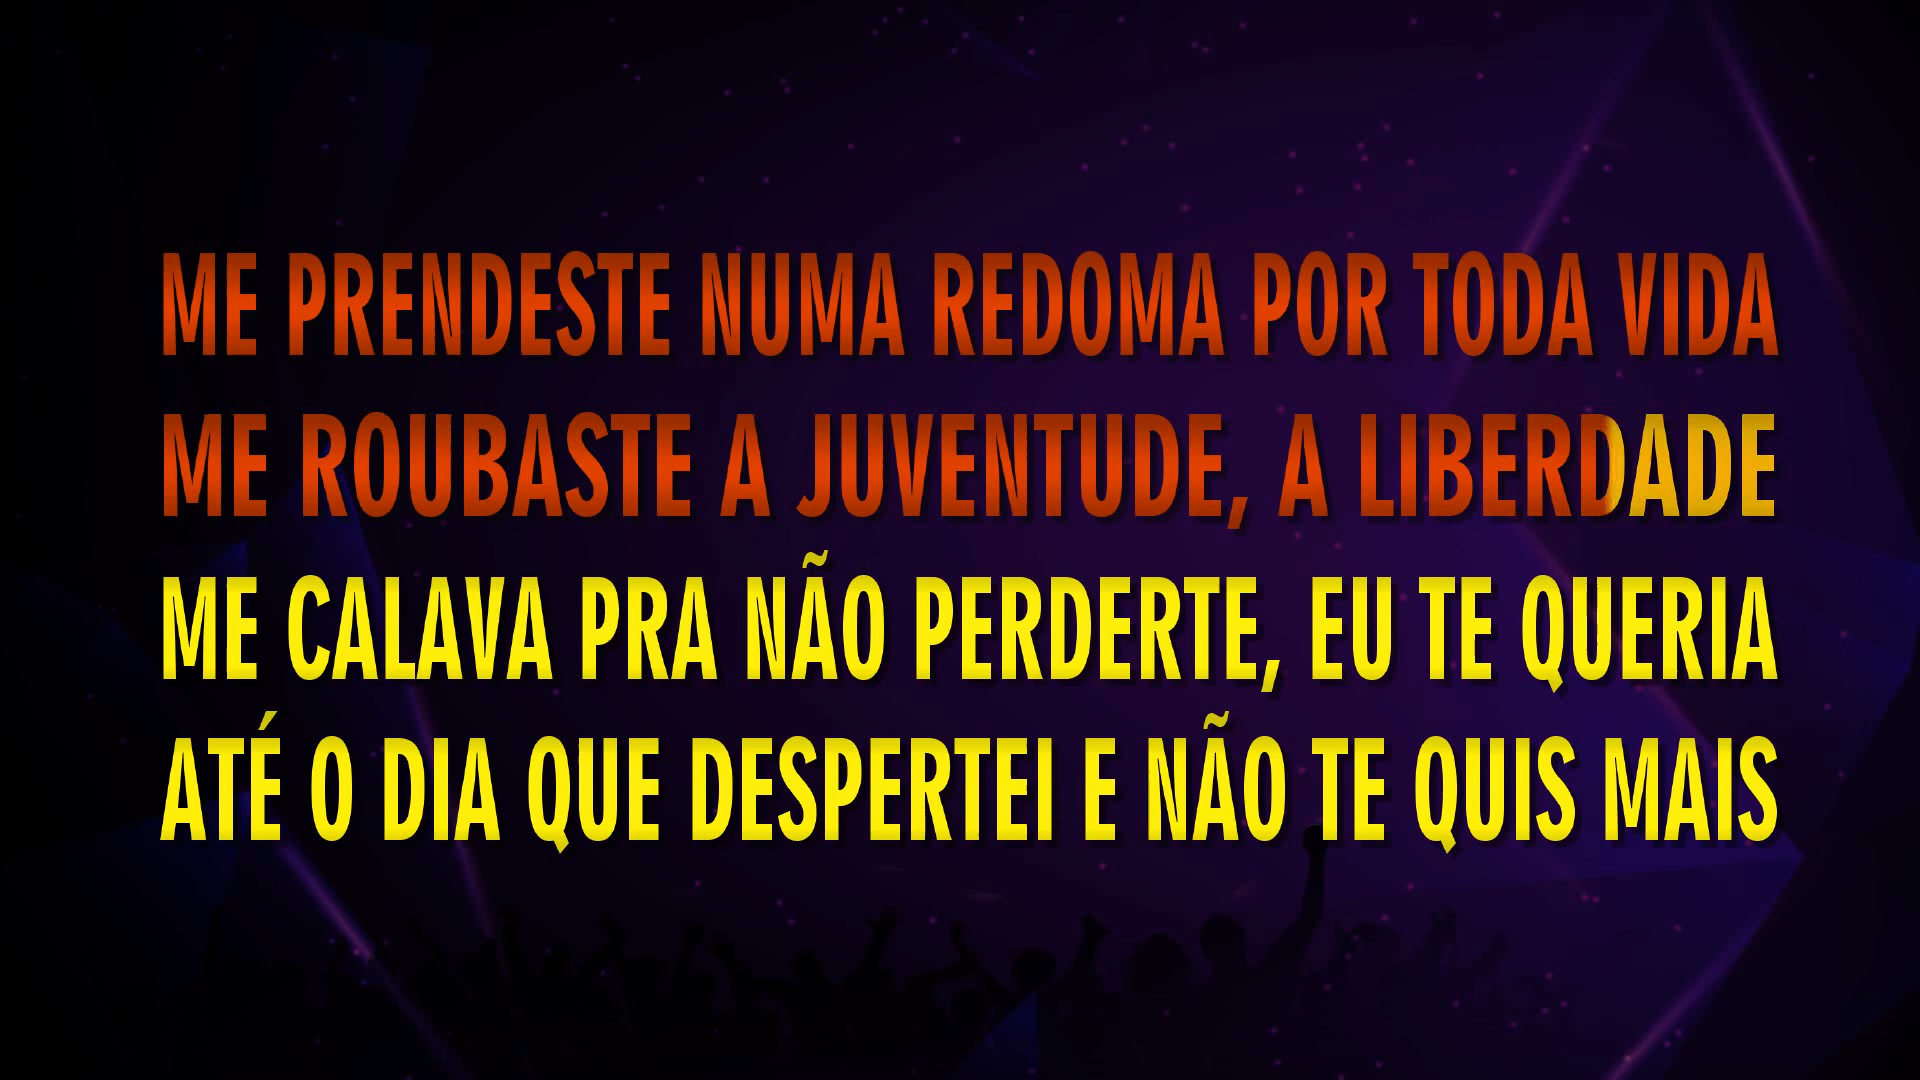 ME PRENDESTE NUMA REDOMA POR TODA VIDA
ME ROUBASTE A JUVENTUDE, A LIBERDADE
ME CALAVA PRA NÃO PERDERTE, EU TE QUERIA
ATÉ O DIA QUE DESPERTEI E NÃO TE QUIS MAIS